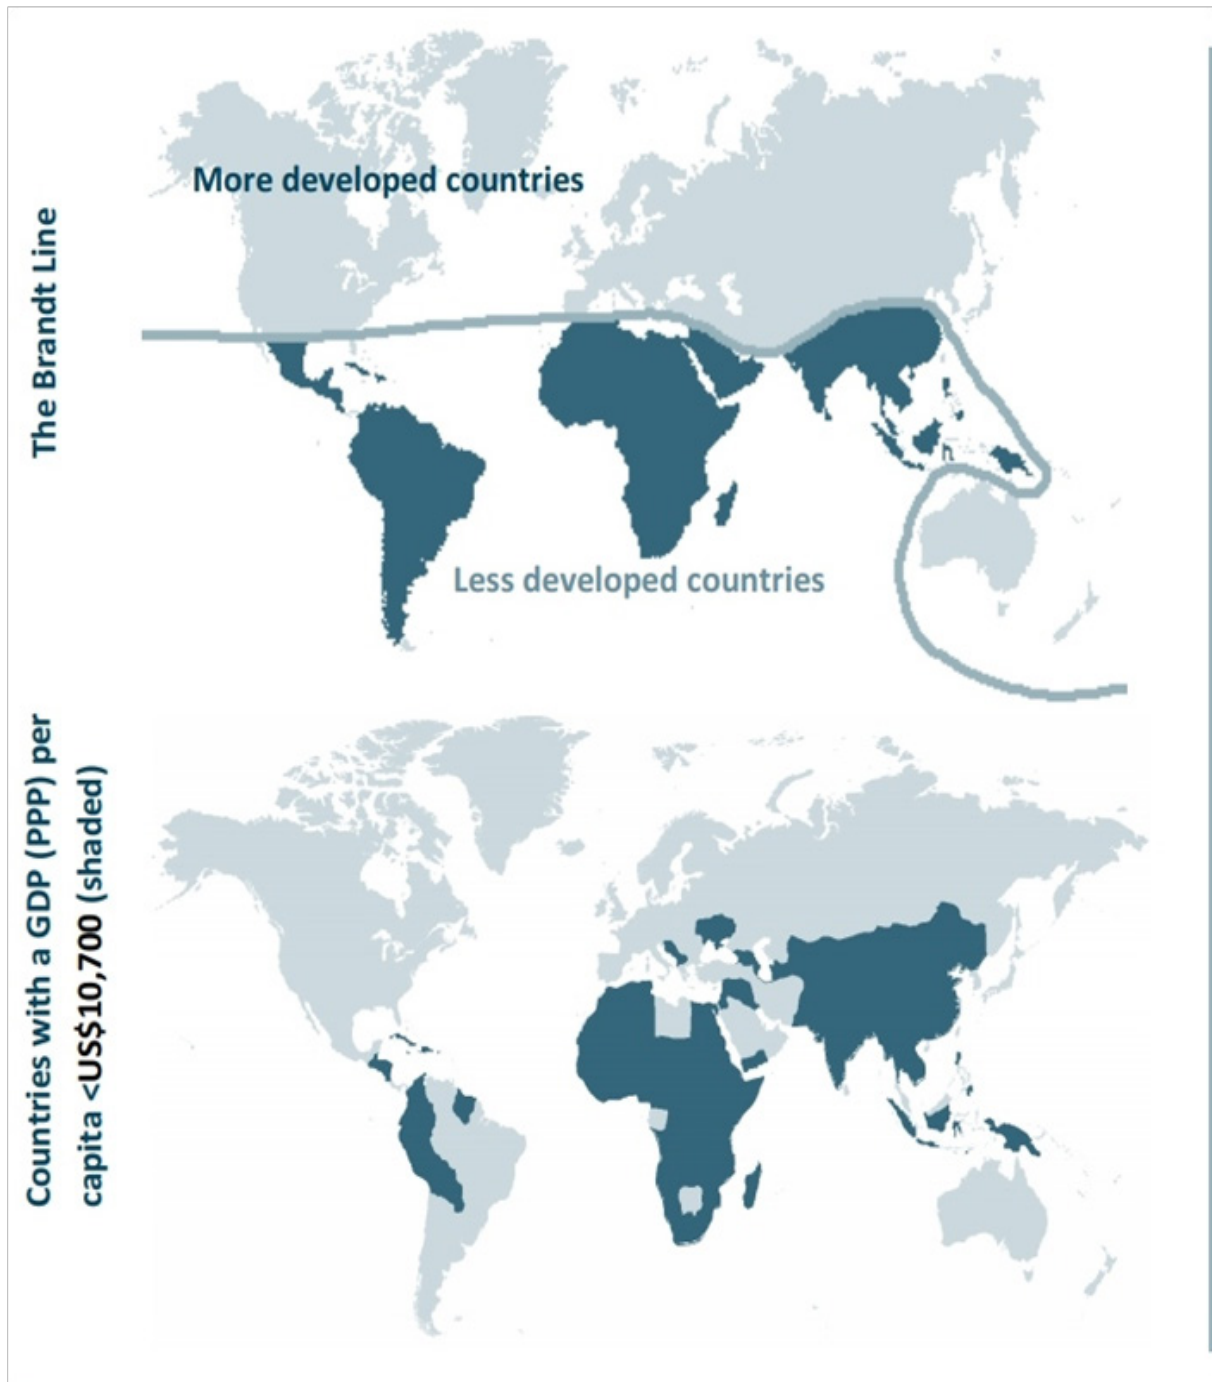 The Brandt Line
More developed countries
Less developed countries
Countries with a GDP (PPP) per
capita <US$10,700 (shaded)